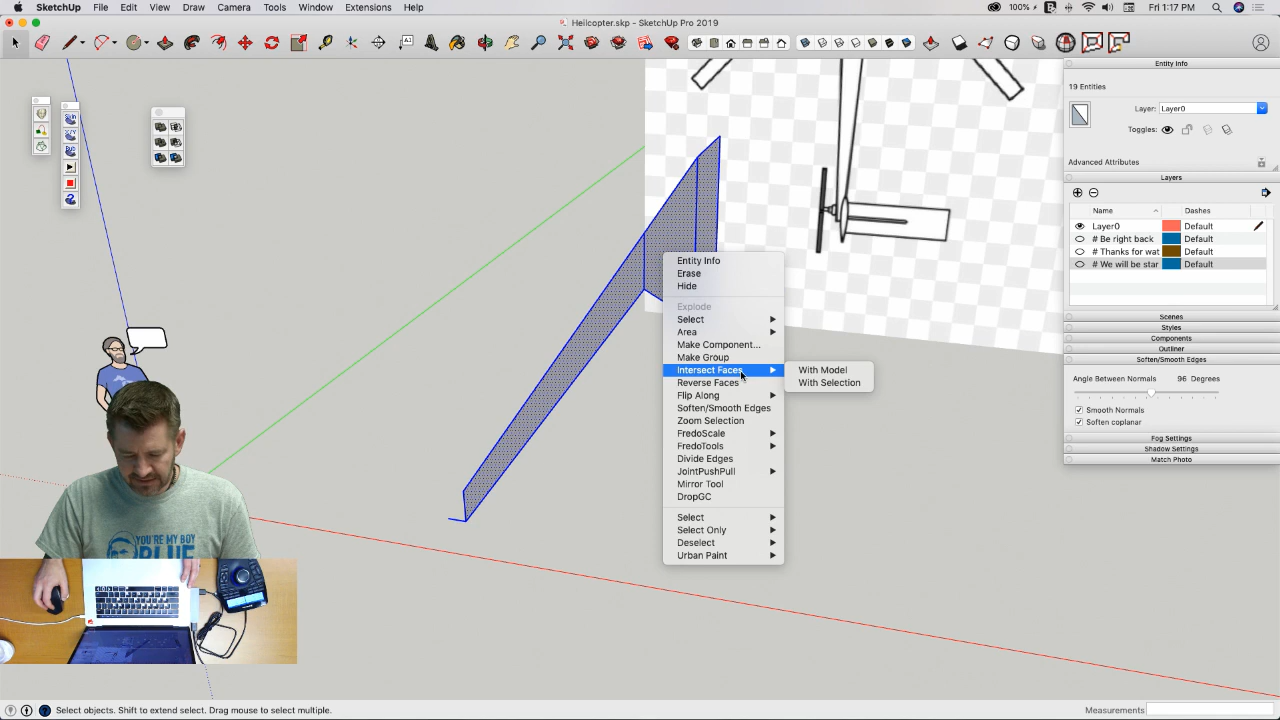 SketchUp File Edit View Draw Camera Tools Window Extensions Help
100% Fri 1:17 PM
Helicopter.skp - SketchUp Pro 2019
Entity Info
19 Entities
Layer: Layer0
Toggles:
Advanced Attributes
Layers
Name Dashes
Layer0 Default
# Be right back Default
# Thanks for wat Default
# We will be star Default
Scenes
Styles
Components
Outliner
Soften/Smooth Edges
Angle Between Normals 96 Degrees
Smooth Normals
Soften coplanar
Fog Settings
Shadow Settings
Match Photo
Entity Info
Erase
Hide
Explode
Select
Area
Make Component...
Make Group
Intersect Faces
With Model
With Selection
Reverse Faces
Flip Along
Soften/Smooth Edges
Zoom Selection
FredoScale
FredoTools
Divide Edges
JointPushPull
Mirror Tool
DropGC
Select
Select Only
Deselect
Urban Paint
YOU'RE MY BOY
BLUE
Select objects. Shift to extend select. Drag mouse to select multiple.
Measurements